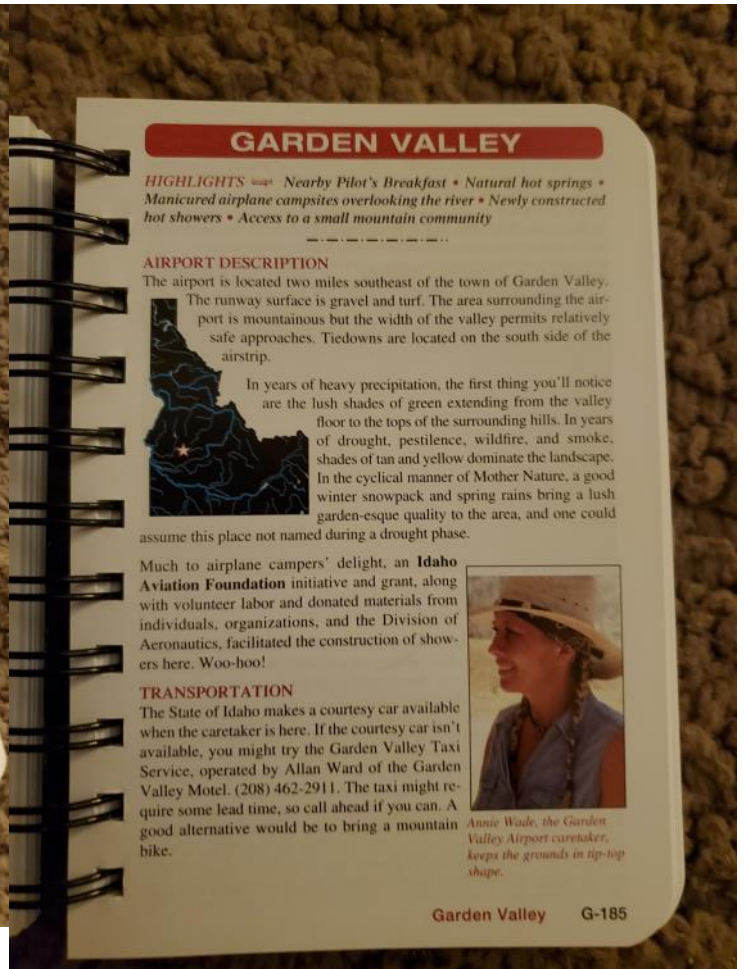 GARDEN VALLEY
HIGHLIGHTS Nearby Pilot's Breakfast • Natural hot springs •
Manicured airplane campsites overlooking the river • Newly constructed
hot showers • Access to a small mountain community
AIRPORT DESCRIPTION
The airport is located two miles southeast of the town of Garden Valley.
The runway surface is gravel and turf. The area surrounding the air-
port is mountainous but the width of the valley permits relatively
safe approaches. Tiedowns are located on the south side of the
airstrip.
In years of heavy precipitation, the first thing you'll notice
are the lush shades of green extending from the valley
floor to the tops of the surrounding hills. In years
of drought, pestilence, wildfire, and smoke,
shades of tan and yellow dominate the landscape.
In the cyclical manner of Mother Nature, a good
winter snowpack and spring rains bring a lush
garden-esque quality to the area, and one could
assume this place not named during a drought phase.
Much to airplane campers' delight, an Idaho
Aviation Foundation initiative and grant, along
with volunteer labor and donated materials from
individuals, organizations, and the Division of
Aeronautics, facilitated the construction of show-
ers here. Woo-hoo!
TRANSPORTATION
The State of Idaho makes a courtesy car available
when the caretaker is here. If the courtesy car isn't
available, you might try the Garden Valley Taxi
Service, operated by Allan Ward of the Garden
Valley Motel. (208) 462-2911. The taxi might re-
quire some lead time, so call ahead if you can. A
good alternative would be to bring a mountain
bike.
Annie Wade, the Garden
Valley Airport caretaker,
keeps the grounds in tip-top
shape.
Garden Valley G-185